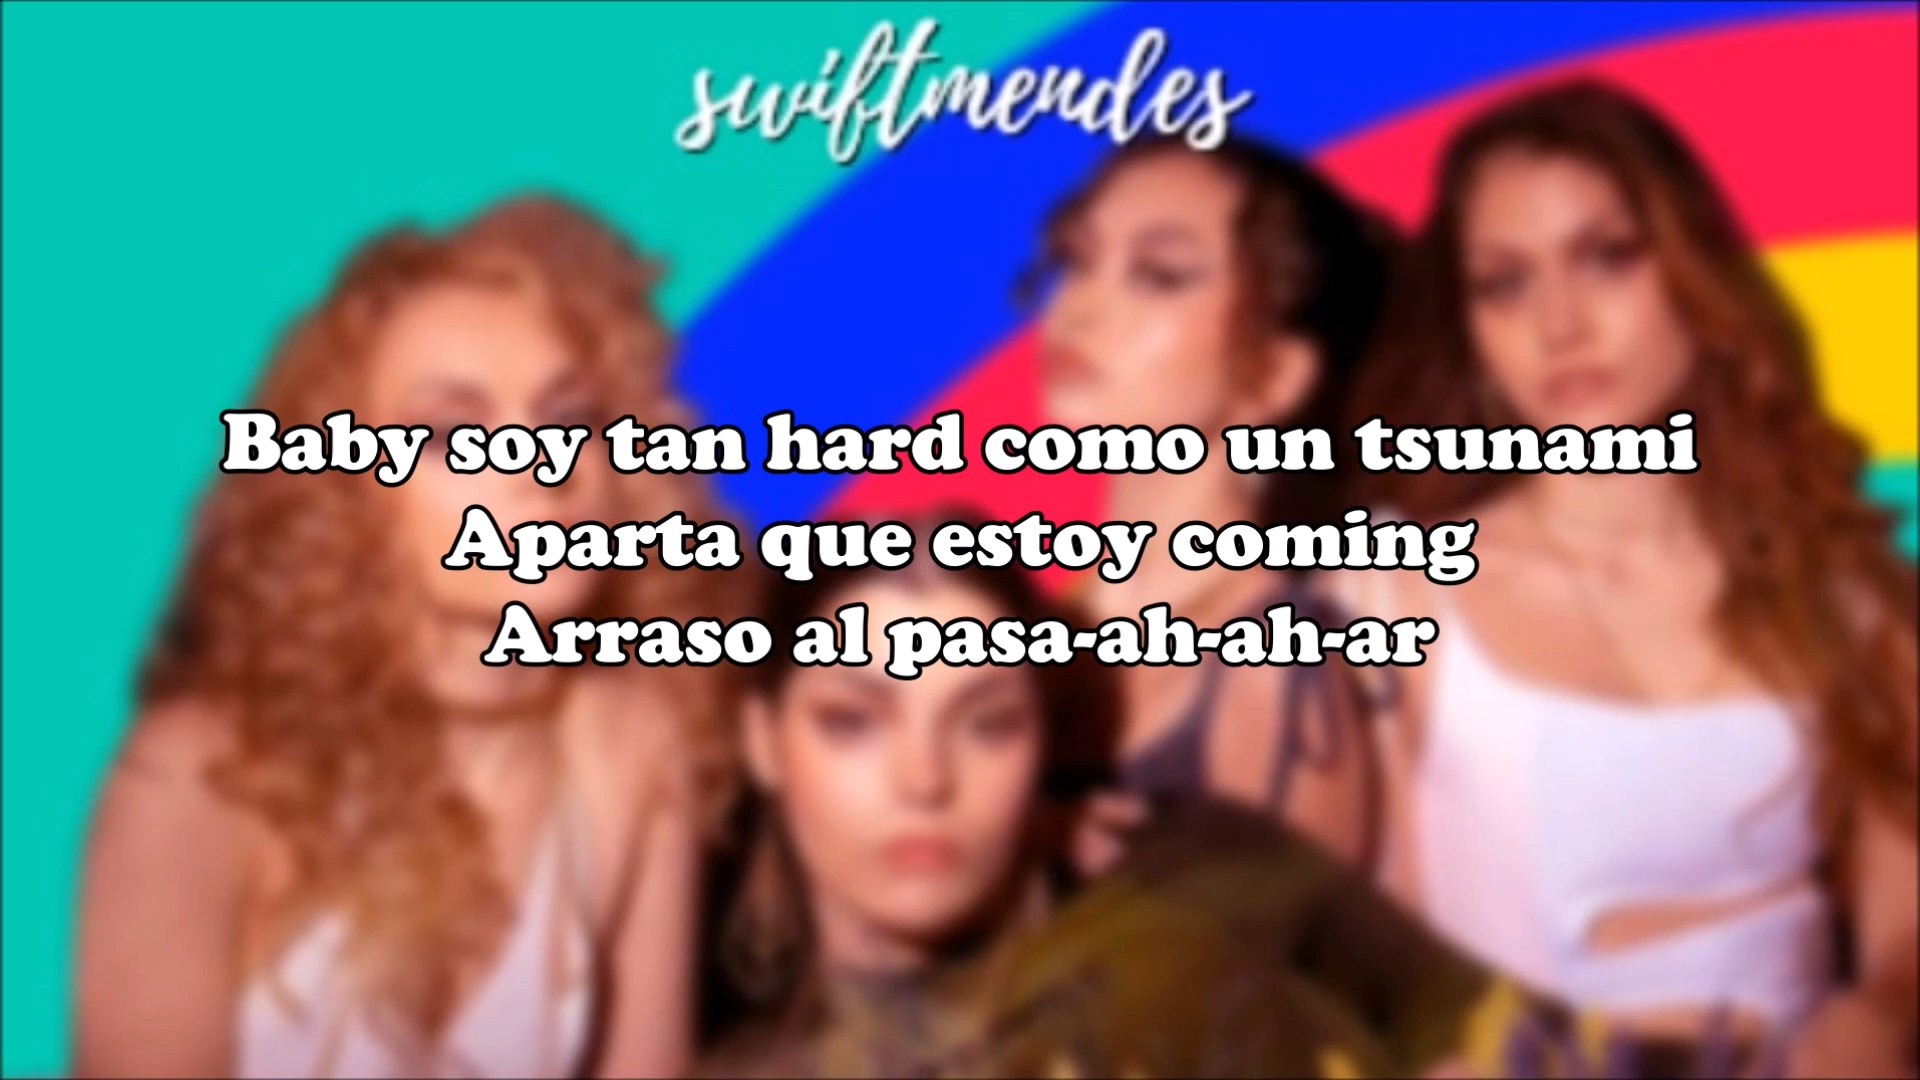 swiftmendes
Baby soy tan hard como un tsunami
Aparta que estoy coming
Arraso al pasa-ah-ah-ar